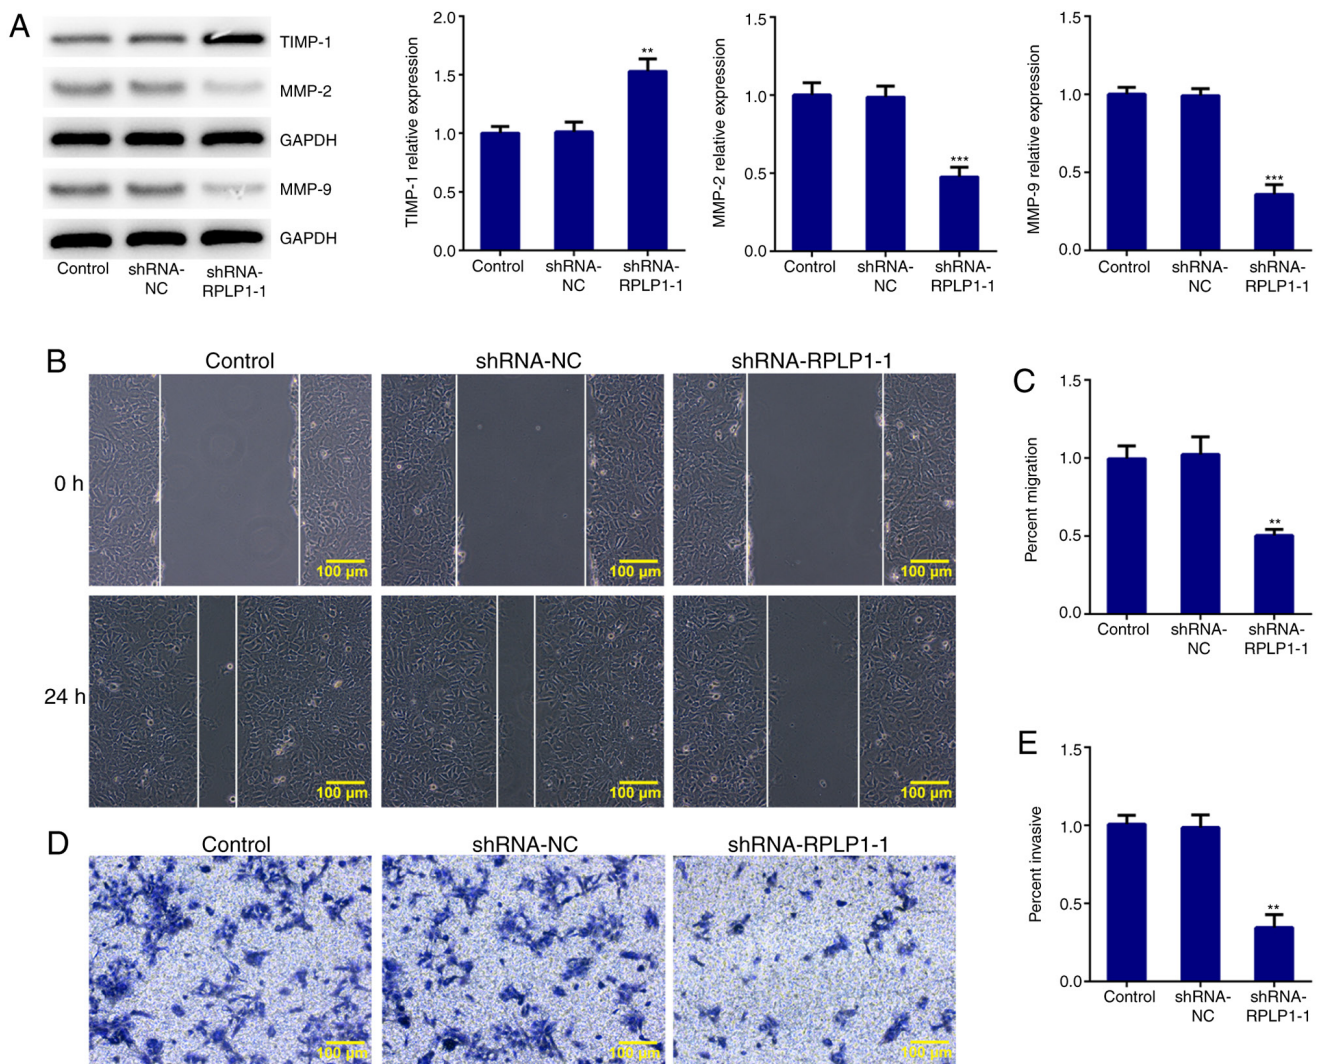 A
TIMP-1
MMP-2
GAPDH
MMP-9
GAPDH
Control
shRNA-
NC
shRNA-
RPLP1-1
TIMP-1 relative expression
2.0
1.5
1.0
0.5
0.0
**
Control
shRNA-
NC
shRNA-
RPLP1-1
MMP-2 relative expression
1.5
1.0
0.5
0.0
***
Control
shRNA-
NC
shRNA-
RPLP1-1
MMP-9 relative expression
1.5
1.0
0.5
0.0
***
Control
shRNA-
NC
shRNA-
RPLP1-1
B
Control
shRNA-NC
shRNA-RPLP1-1
0 h
100 µm
100 µm
100 µm
24 h
100 µm
100 µm
100 µm
C
Percent migration
1.5
1.0
0.5
0.0
**
Control
shRNA-
NC
shRNA-
RPLP1-1
D
Control
shRNA-NC
shRNA-RPLP1-1
100 µm
100 µm
100 µm
E
Percent invasive
1.5
1.0
0.5
0.0
**
Control
shRNA-
NC
shRNA-
RPLP1-1